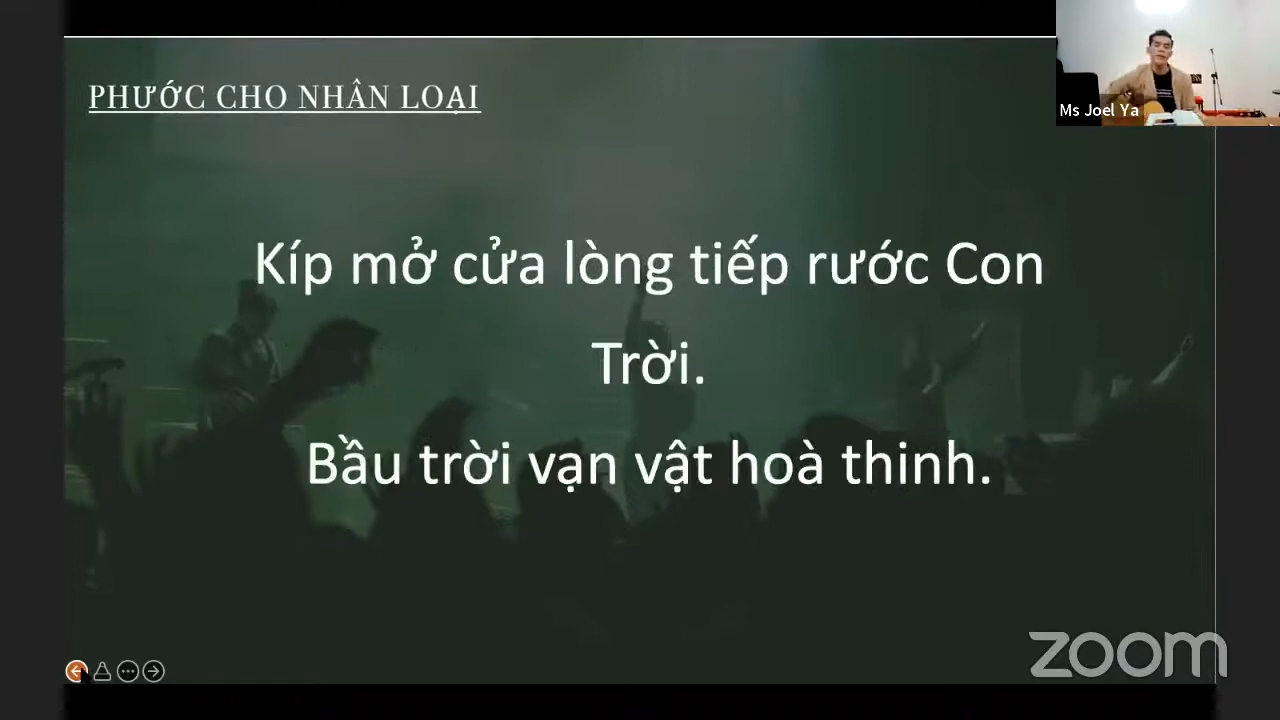 PHƯỚC CHO NHÂN LOẠI
Ms Joel Ya
Kíp mở cửa lòng tiếp rước Con
Trời.
Bầu trời vạn vật hoà thinh.
zoom